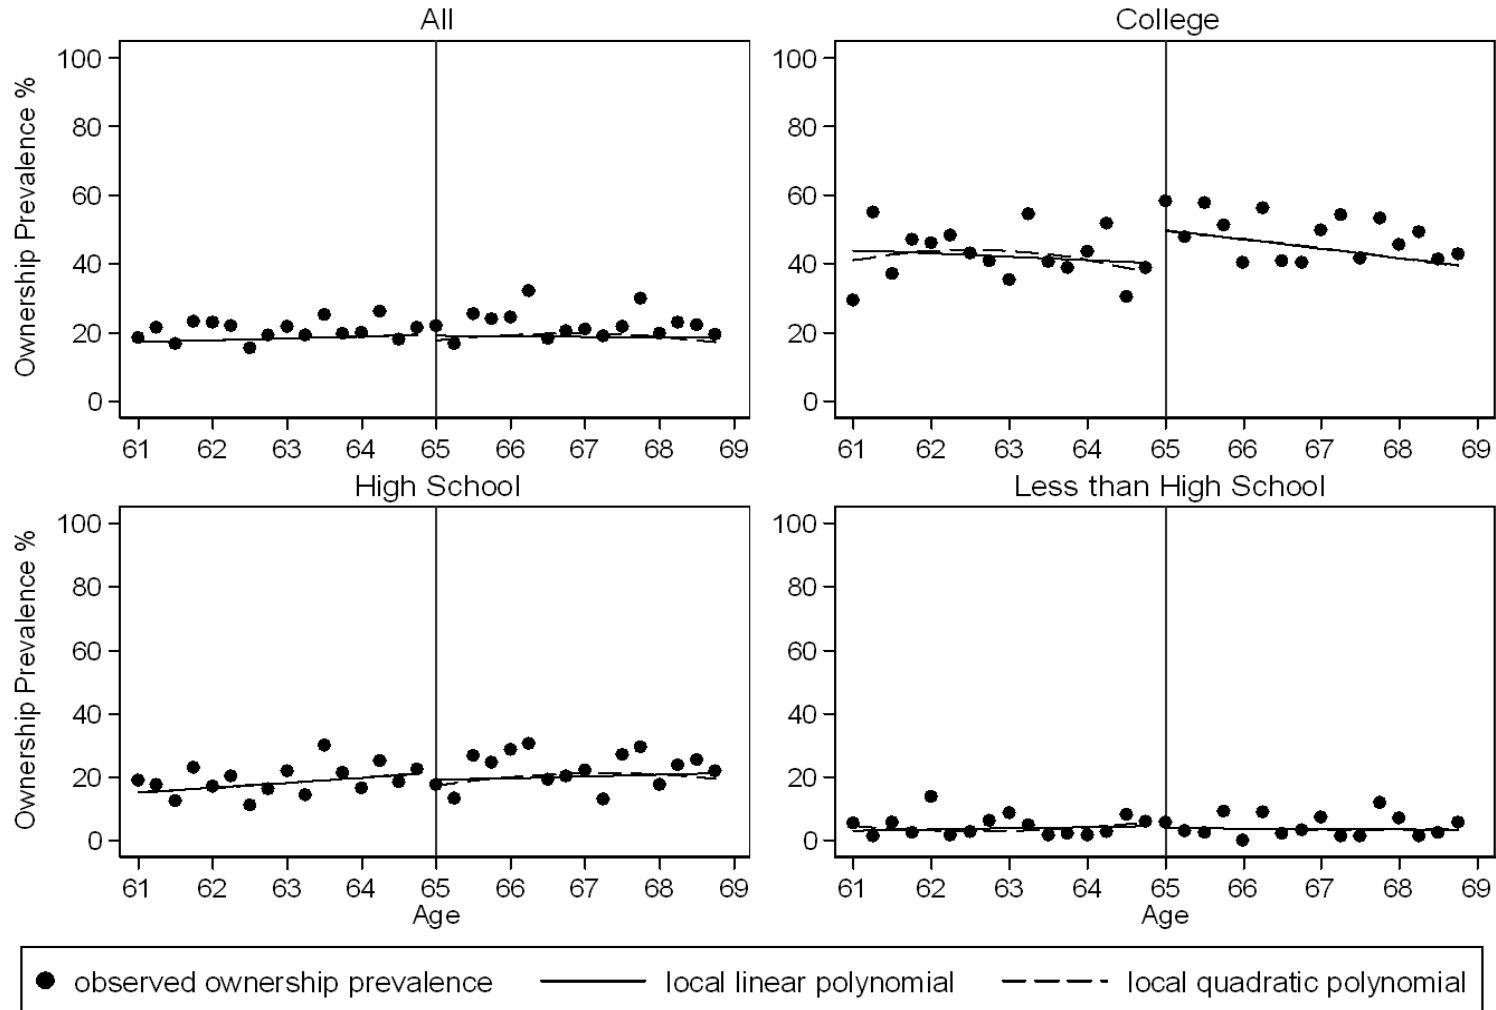 All
Ownership Prevalence %
100
80
60
40
20
0
61 62 63 64 65 66 67 68 69
College
100
80
60
40
20
0
61 62 63 64 65 66 67 68 69
High School
Ownership Prevalence %
100
80
60
40
20
0
61 62 63 64 65 66 67 68 69
Age
Less than High School
100
80
60
40
20
0
61 62 63 64 65 66 67 68 69
Age
observed ownership prevalence local linear polynomial local quadratic polynomial